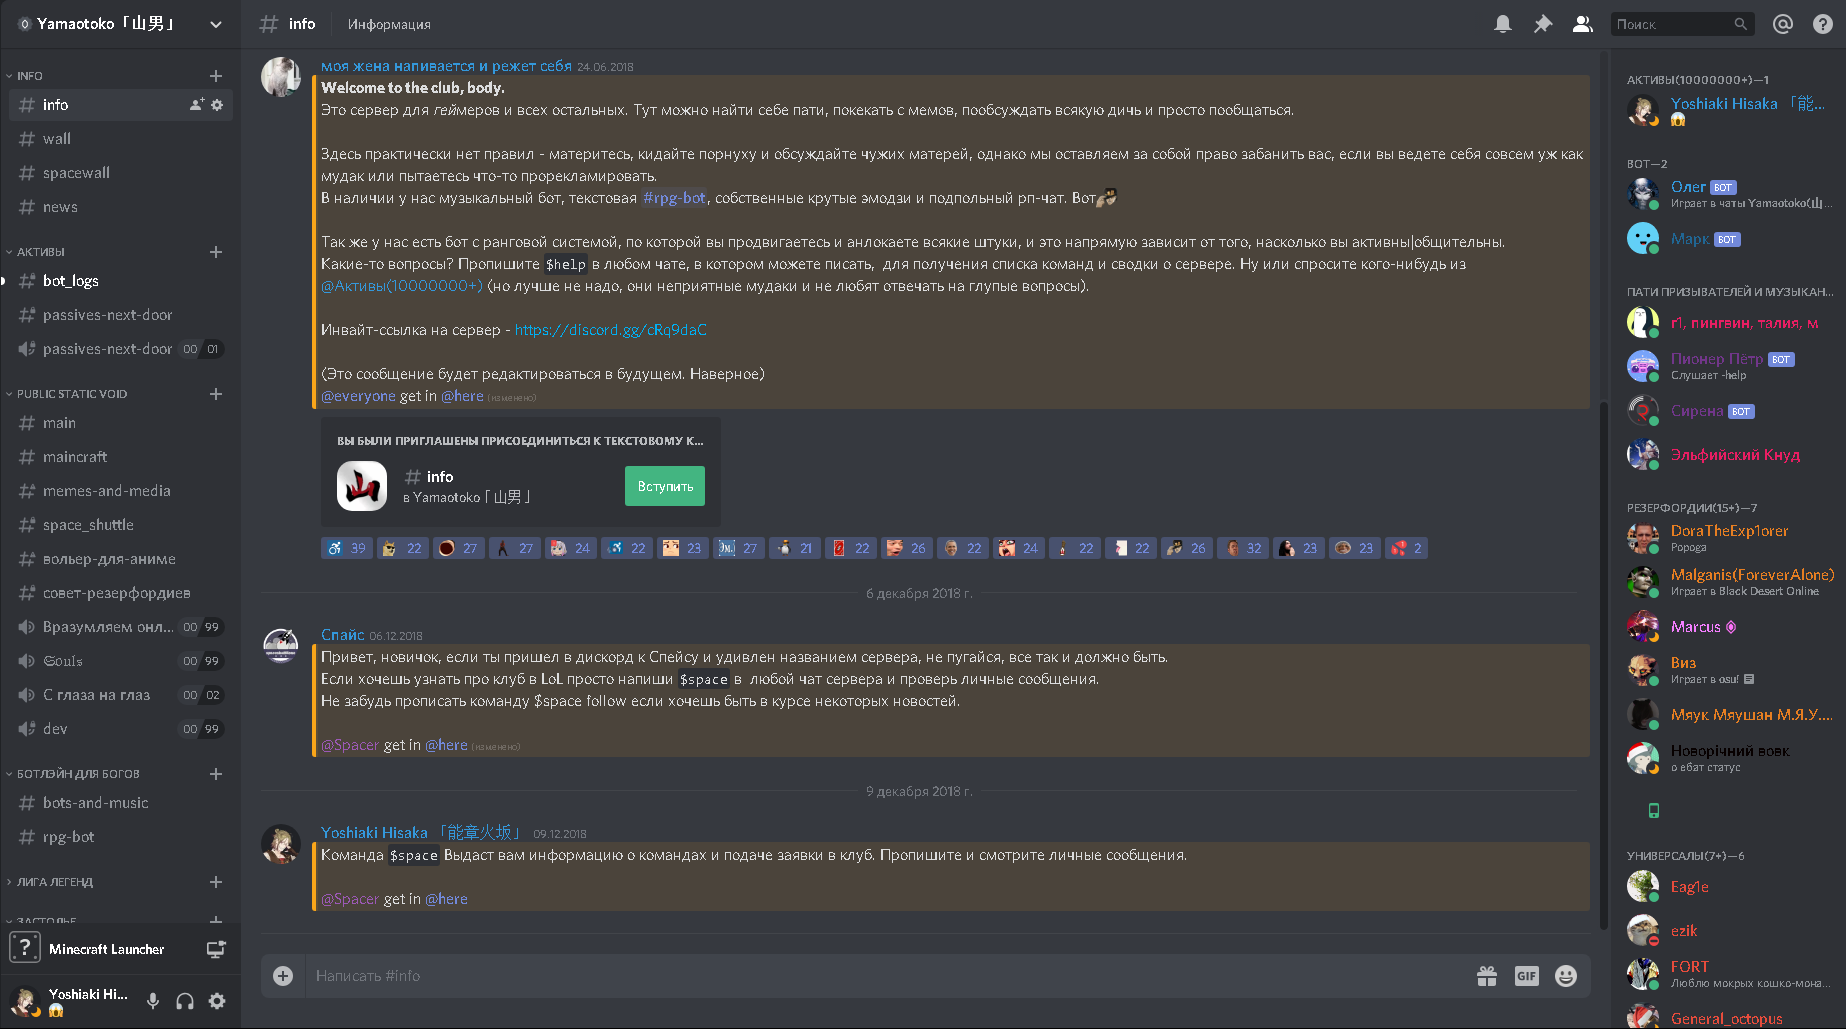 Yamaotoko「山男」
INFO
info
wall
spacewall
news
АКТИВЫ
bot_logs
passives-next-door
passives-next-door 00 01
PUBLIC STATIC VOID
main
maincraft
memes-and-media
space_shuttle
вольер-для-аниме
совет-резерфордиев
Вразумляем онл... 00 99
𝔖𝔬𝔲𝔩𝔰 00 99
С глаза на глаз 00 02
dev 00 99
БОТЛЭЙН ДЛЯ БОГОВ
bots-and-music
rpg-bot
ЛИГА ЛЕГЕНД
ЗАСТОЛЬЕ
Minecraft Launcher
Yoshiaki Hi...
info Информация
Поиск
моя жена напивается и режет себя 24.06.2018
Welcome to the club, body.
Это сервер для геймеров и всех остальных. Тут можно найти себе пати, покекать с мемов, пообсуждать всякую дичь и просто пообщаться.
Здесь практически нет правил - материтесь, кидайте порнуху и обсуждайте чужих матерей, однако мы оставляем за собой право забанить вас, если вы ведете себя совсем уж как
мудак или пытаетесь что-то прорекламировать.
В наличии у нас музыкальный бот, текстовая #rpg-bot, собственные крутые эмодзи и подпольный рп-чат. Вот
Так же у нас есть бот с ранговой системой, по которой вы продвигаетесь и анлокаете всякие штуки, и это напрямую зависит от того, насколько вы активны|общительны.
Какие-то вопросы? Пропишите $help в любом чате, в котором можете писать, для получения списка команд и сводки о сервере. Ну или спросите кого-нибудь из
@Активы(10000000+) (но лучше не надо, они неприятные мудаки и не любят отвечать на глупые вопросы).
Инвайт-ссылка на сервер - https://discord.gg/cRq9daC
(Это сообщение будет редактироваться в будущем. Наверное)
@everyone get in @here (изменено)
ВЫ БЫЛИ ПРИГЛАШЕНЫ ПРИСОЕДИНИТЬСЯ К ТЕКСТОВОМУ К...
info
в Yamaotoko「山男」
Вступить
39 22 27 27 24 22 23 27 21 22 26 22 24 22 22 26 32 23 23 2
6 декабря 2018 г.
Спайс 06.12.2018
Привет, новичок, если ты пришел в дискорд к Спейсу и удивлен названием сервера, не пугайся, все так и должно быть.
Если хочешь узнать про клуб в LoL просто напиши $space в любой чат сервера и проверь личные сообщения.
Не забудь прописать команду $space follow если хочешь быть в курсе некоторых новостей.
@Spacer get in @here (изменено)
9 декабря 2018 г.
Yoshiaki Hisaka 「能章火坂」 09.12.2018
Команда $space Выдаст вам информацию о командах и подаче заявки в клуб. Пропишите и смотрите личные сообщения.
@Spacer get in @here
Написать #info
GIF
АКТИВЫ(10000000+)—1
Yoshiaki Hisaka 「能...
BOT—2
Олег BOT
Играет в чаты Yamaotoko(山...
Марк BOT
ПАТИ ПРИЗЫВАТЕЛЕЙ И МУЗЫКАН...
г1, пингвин, талия, м
Пионер Пётр BOT
Слушает -help
Сирена BOT
Эльфийский Кнуд
РЕЗЕРФОРДИИ(15+)—7
DoraTheExp1orer
Popoga
Malganis(ForeverAlone)
Играет в Black Desert Online
Marcus
Виз
Играет в osu!
Мяук Мяушан М.Я.У....
Новорічний вовк
о ебат статус
УНИВЕРСАЛЫ(7+)—6
Eag1e
ezik
FORT
Люблю мокрых кошко-мона...
General_octopus